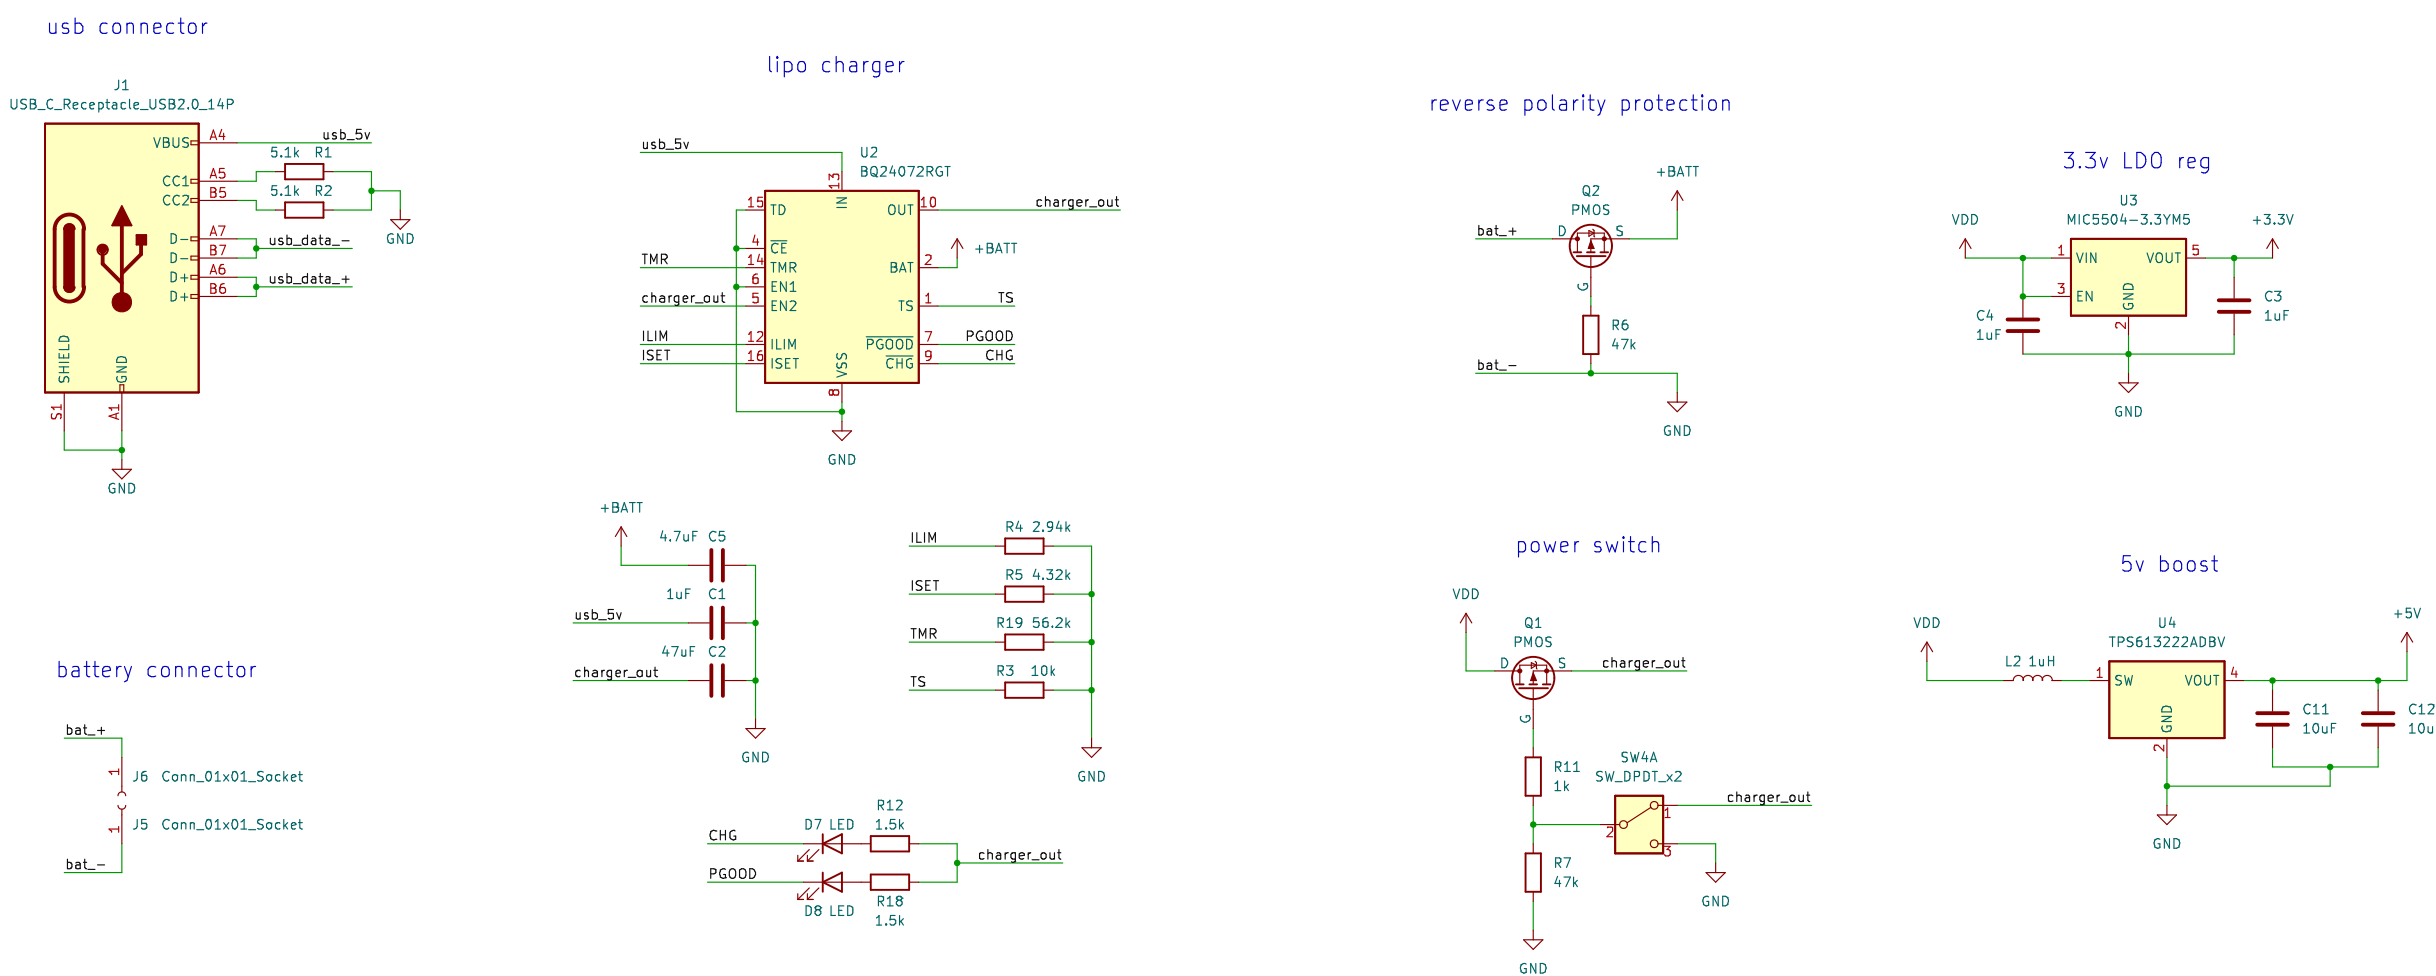 usb connector
J1
USB_C_Receptacle_USB2.0_14P
VBUS
A4
usb_5v
5.1k R1
CC1
A5
5.1k R2
CC2
B5
GND
D-
A7
usb_data_-
D-
B7
D+
A6
usb_data_+
D+
B6
SHIELD
GND
S1
A1
GND
battery connector
bat_+
1
J6 Conn_01x01_Socket
J5 Conn_01x01_Socket
1
bat_-
lipo charger
usb_5v
U2
BQ24072RGT
13
IN
15
TD
OUT
10
charger_out
4
CE
+BATT
TMR
14
TMR
BAT
2
6
EN1
charger_out
5
EN2
TS
1
TS
ILIM
12
ILIM
PGOOD
7
PGOOD
ISET
16
ISET
CHG
9
CHG
VSS
8
GND
+BATT
4.7uF C5
1uF C1
usb_5v
47uF C2
charger_out
GND
ILIM
R4 2.94k
ISET
R5 4.32k
TMR
R19 56.2k
TS
R3 10k
GND
CHG
D7 LED
R12
1.5k
charger_out
PGOOD
D8 LED
R18
1.5k
reverse polarity protection
Q2
PMOS
+BATT
bat_+
D
S
G
R6
47k
bat_-
GND
power switch
VDD
Q1
PMOS
D
S
charger_out
G
R11
1k
SW4A
SW_DPDT_x2
charger_out
1
2
3
R7
47k
GND
GND
3.3v LDO reg
U3
MIC5504-3.3YM5
VDD
+3.3V
1
VIN
VOUT
5
3
EN
GND
2
C4
1uF
C3
1uF
GND
5v boost
VDD
U4
TPS613222ADBV
+5V
L2 1uH
1
SW
VOUT
4
GND
2
C11
10uF
C12
10u
GND